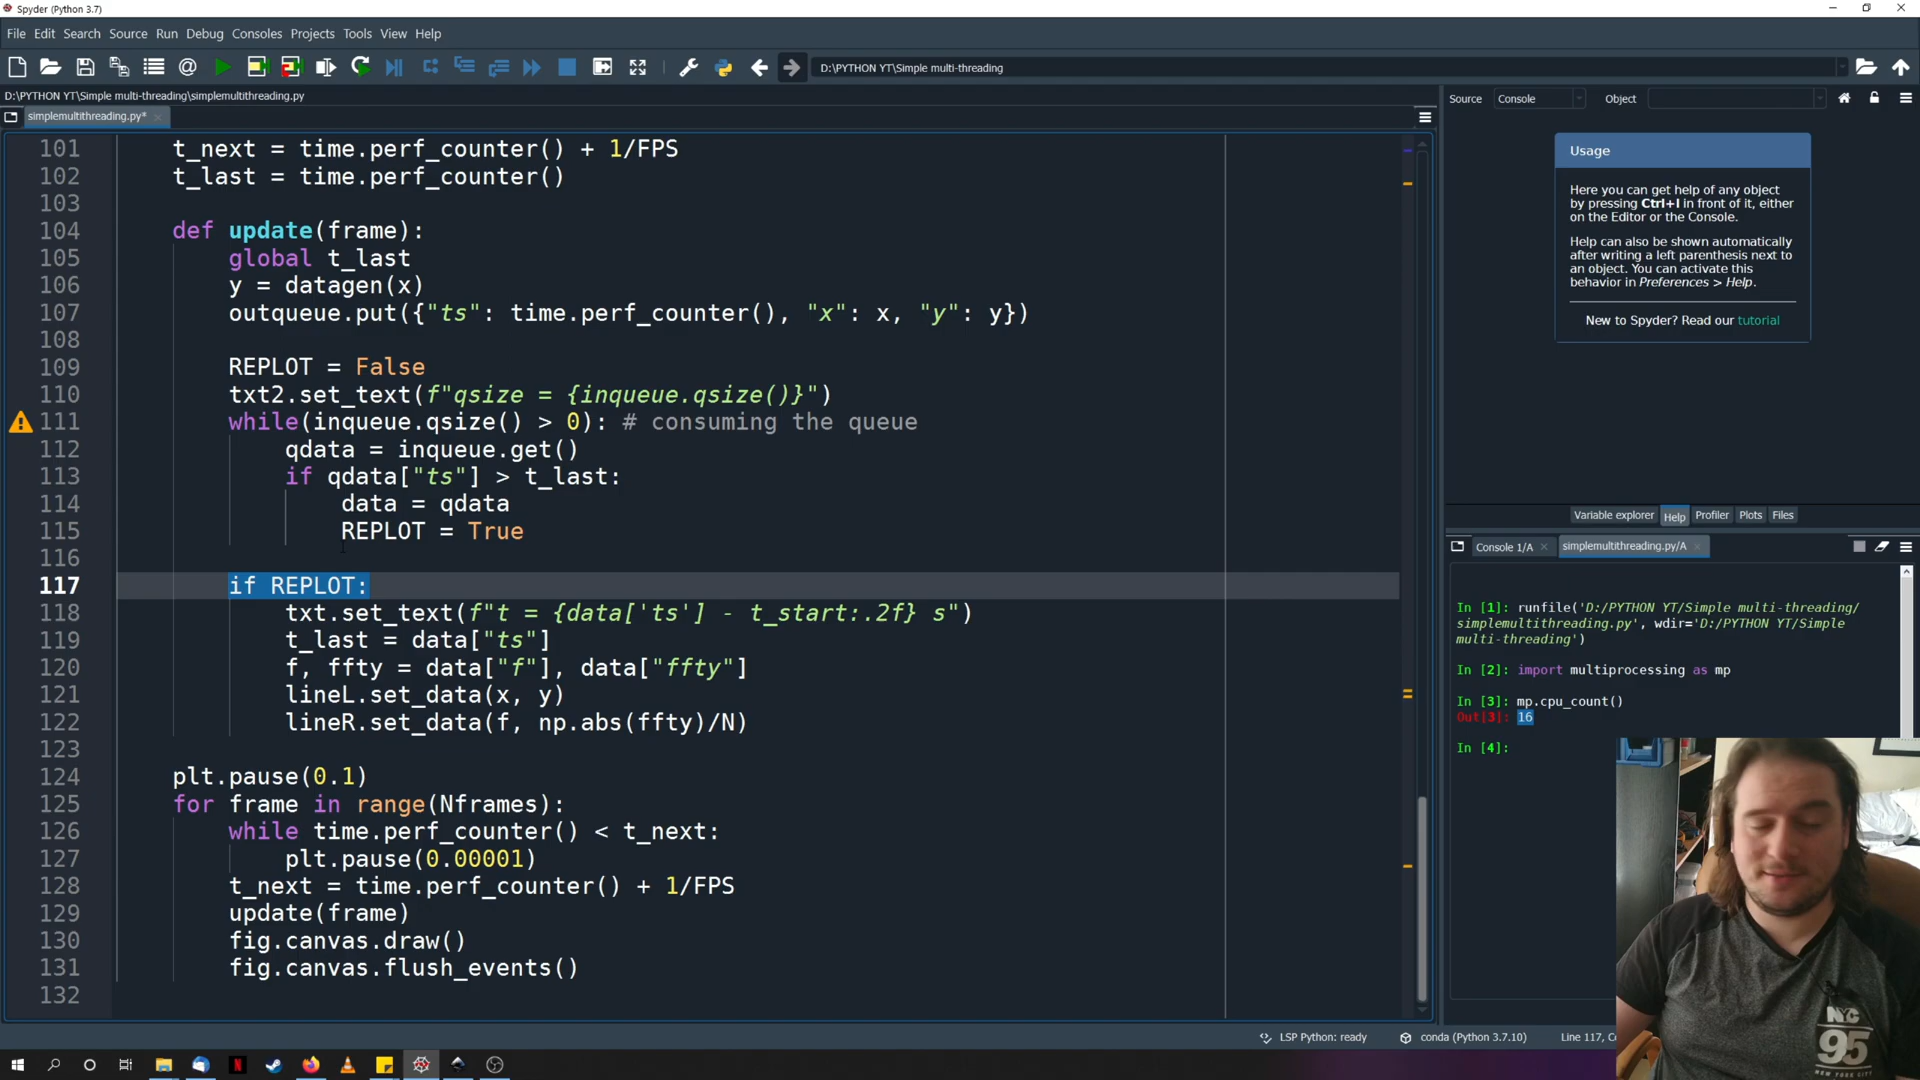 Spyder (Python 3.7)
File Edit Search Source Run Debug Consoles Projects Tools View Help
D:\PYTHON YT\Simple multi-threading
D:\PYTHON YT\Simple multi-threading\simplemultithreading.py
simplemultithreading.py*
101 t_next = time.perf_counter() + 1/FPS
102 t_last = time.perf_counter()
103
104 def update(frame):
105 global t_last
106 y = datagen(x)
107 outqueue.put({"ts": time.perf_counter(), "x": x, "y": y})
108
109 REPLOT = False
110 txt2.set_text(f"qsize = {inqueue.qsize()}")
111 while(inqueue.qsize() > 0): # consuming the queue
112 qdata = inqueue.get()
113 if qdata["ts"] > t_last:
114 data = qdata
115 REPLOT = True
116
117 if REPLOT:
118 txt.set_text(f"t = {data['ts'] - t_start:.2f} s")
119 t_last = data["ts"]
120 f, ffty = data["f"], data["ffty"]
121 lineL.set_data(x, y)
122 lineR.set_data(f, np.abs(ffty)/N)
123
124 plt.pause(0.1)
125 for frame in range(Nframes):
126 while time.perf_counter() < t_next:
127 plt.pause(0.00001)
128 t_next = time.perf_counter() + 1/FPS
129 update(frame)
130 fig.canvas.draw()
131 fig.canvas.flush_events()
132
Source Console Object
Usage
Here you can get help of any object
by pressing Ctrl+I in front of it, either
on the Editor or the Console.
Help can also be shown automatically
after writing a left parenthesis next to
an object. You can activate this
behavior in Preferences > Help.
New to Spyder? Read our tutorial
Variable explorer Help Profiler Plots Files
Console 1/A simplemultithreading.py/A
In [1]: runfile('D:/PYTHON YT/Simple multi-threading/
simplemultithreading.py', wdir='D:/PYTHON YT/Simple
multi-threading')
In [2]: import multiprocessing as mp
In [3]: mp.cpu_count()
Out[3]: 16
In [4]:
NYC
95
NEW YORK CITY
LSP Python: ready conda (Python 3.7.10) Line 117, C